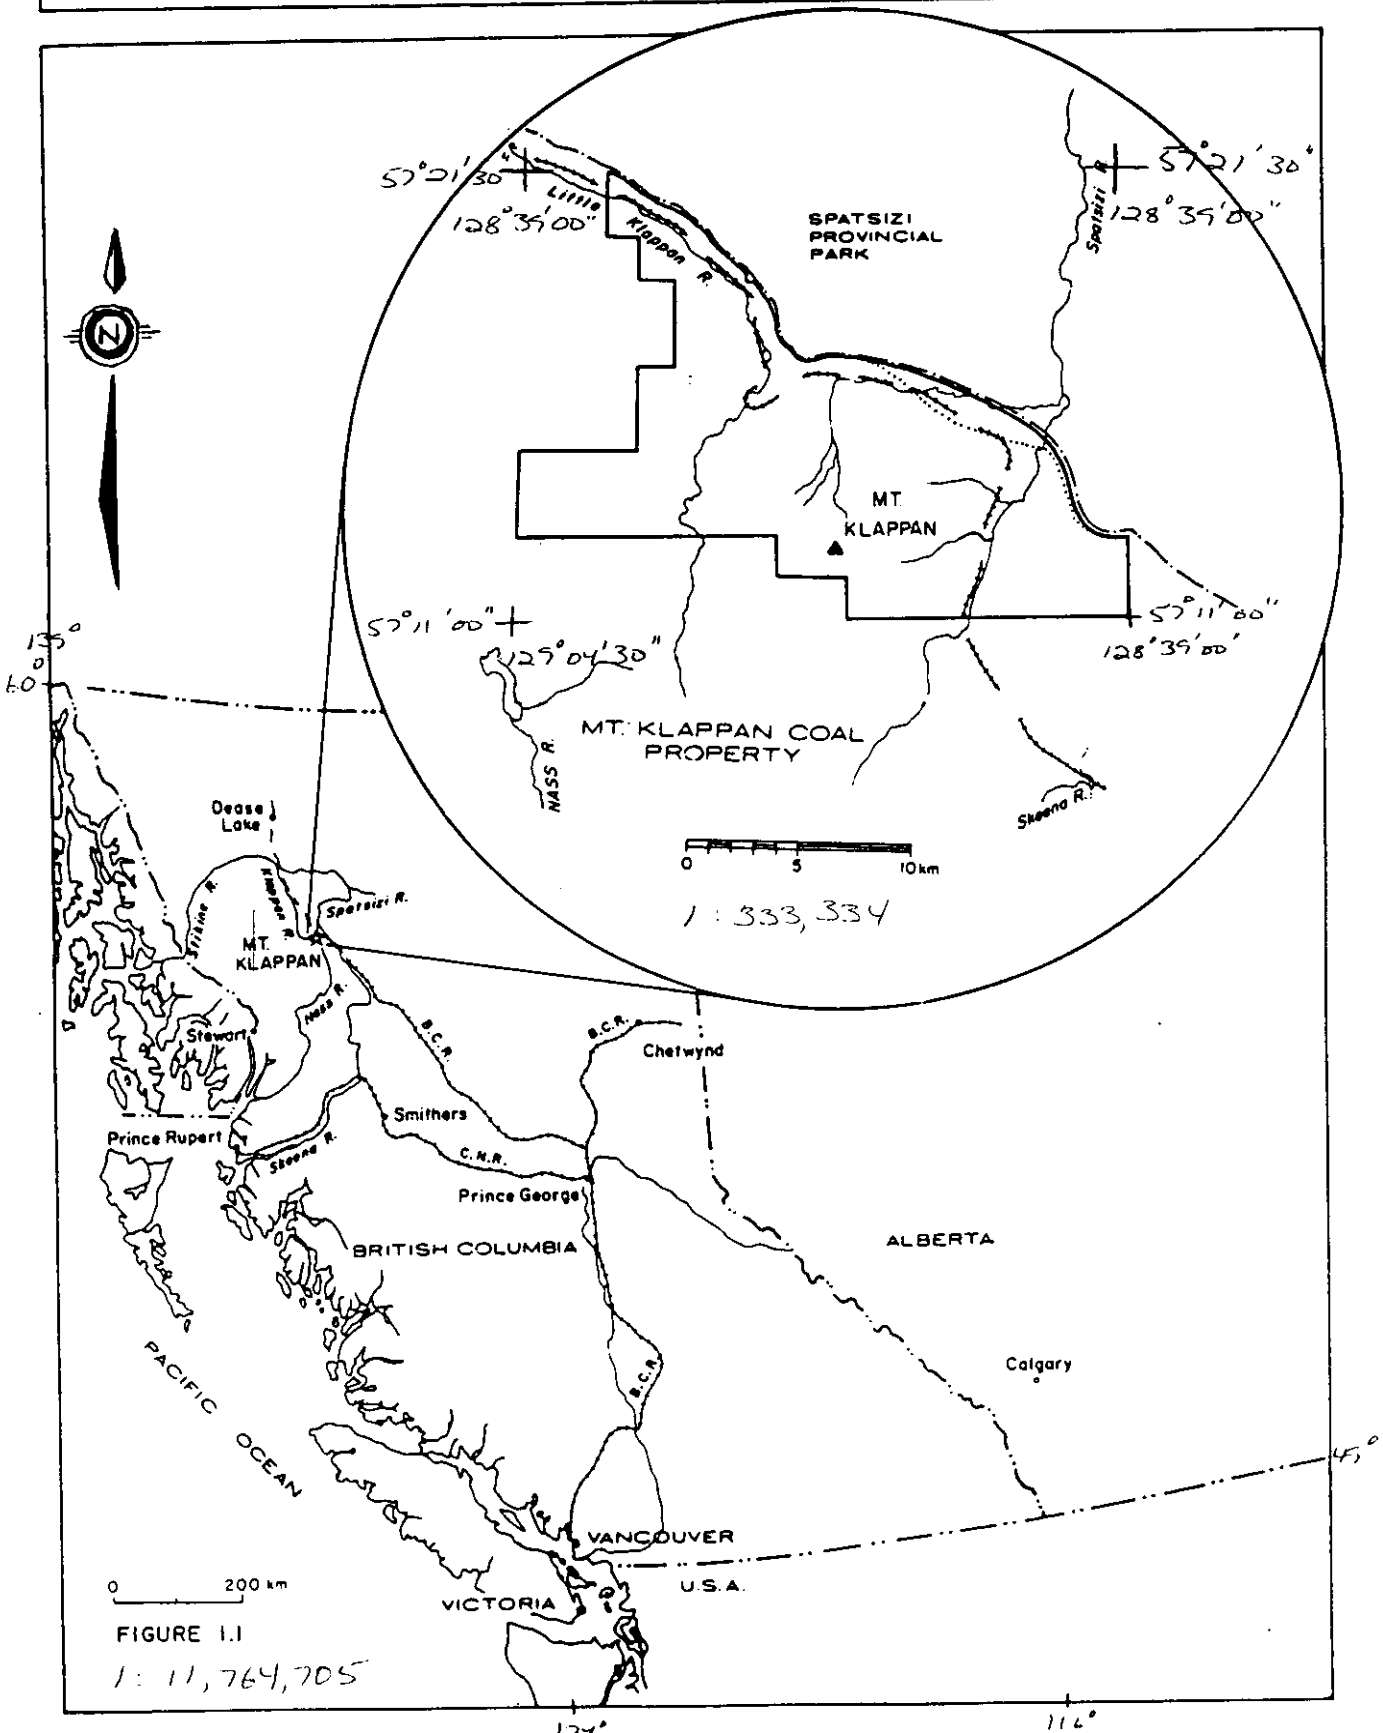 57°21'30"
128°39'00"
Little
Klappan R.
SPATSIZI
PROVINCIAL
PARK
Spatsizi R.
57°21'30"
128°39'00"
N
MT.
KLAPPAN
57°11'00"
129°04'30"
57°11'00"
128°39'00"
MT. KLAPPAN COAL
PROPERTY
NASS R.
Skeena R.
0 5 10 km
1 : 333,334
60°
Dease
Lake
Stikine R.
Klappan R.
Spatsizi R.
MT.
KLAPPAN
Nass R.
Stewart
B.C.R.
B.C.R.
Chetwynd
Smithers
Prince Rupert
Skeena R.
C.N.R.
Prince George
BRITISH COLUMBIA
ALBERTA
PACIFIC OCEAN
B.C.R.
Calgary
VANCOUVER
U.S.A.
VICTORIA
0 200 km
FIGURE 1.1
1: 11,764,705